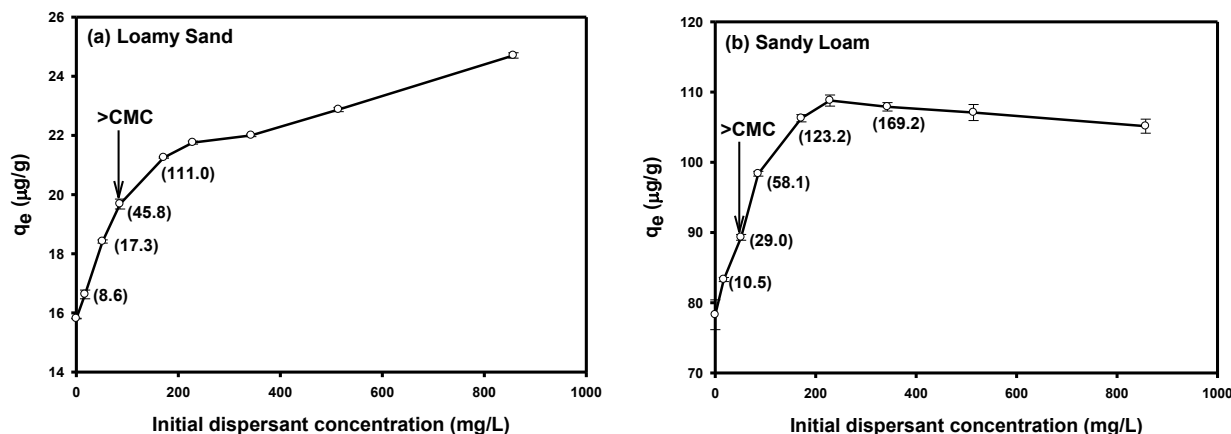 (a) Loamy Sand
26
24
22
20
18
16
14
qe (µg/g)
>CMC
(111.0)
(45.8)
(17.3)
(8.6)
0 200 400 600 800 1000
Initial dispersant concentration (mg/L)
(b) Sandy Loam
120
110
100
90
80
70
qe (µg/g)
>CMC
(169.2)
(123.2)
(58.1)
(29.0)
(10.5)
0 200 400 600 800 1000
Initial dispersant concentration (mg/L)